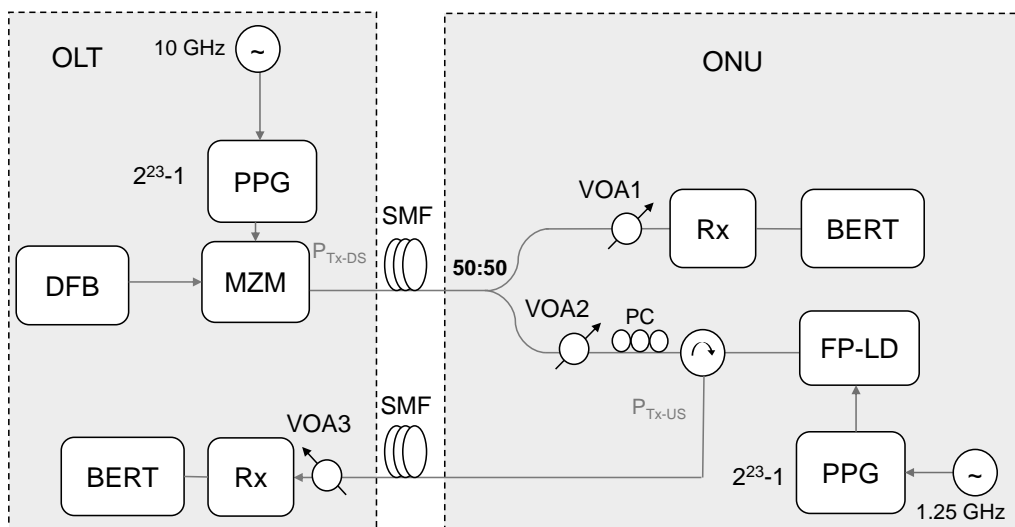 OLT
10 GHz
~
2²³-1
PPG
DFB
MZM
P_Tx-DS
SMF
50:50
ONU
VOA1
Rx
BERT
VOA2
PC
FP-LD
P_Tx-US
SMF
VOA3
BERT
Rx
2²³-1
PPG
~
1.25 GHz